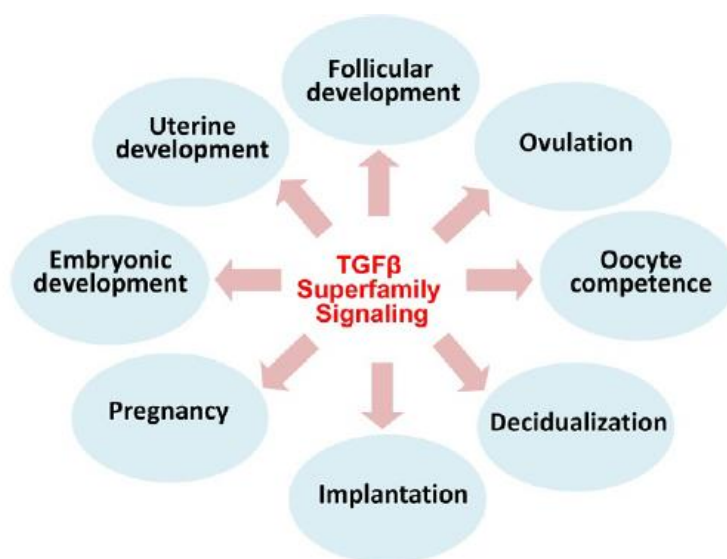 Follicular
development
Uterine
development
Ovulation
Embryonic
development
TGFβ
Superfamily
Signaling
Oocyte
competence
Pregnancy
Decidualization
Implantation